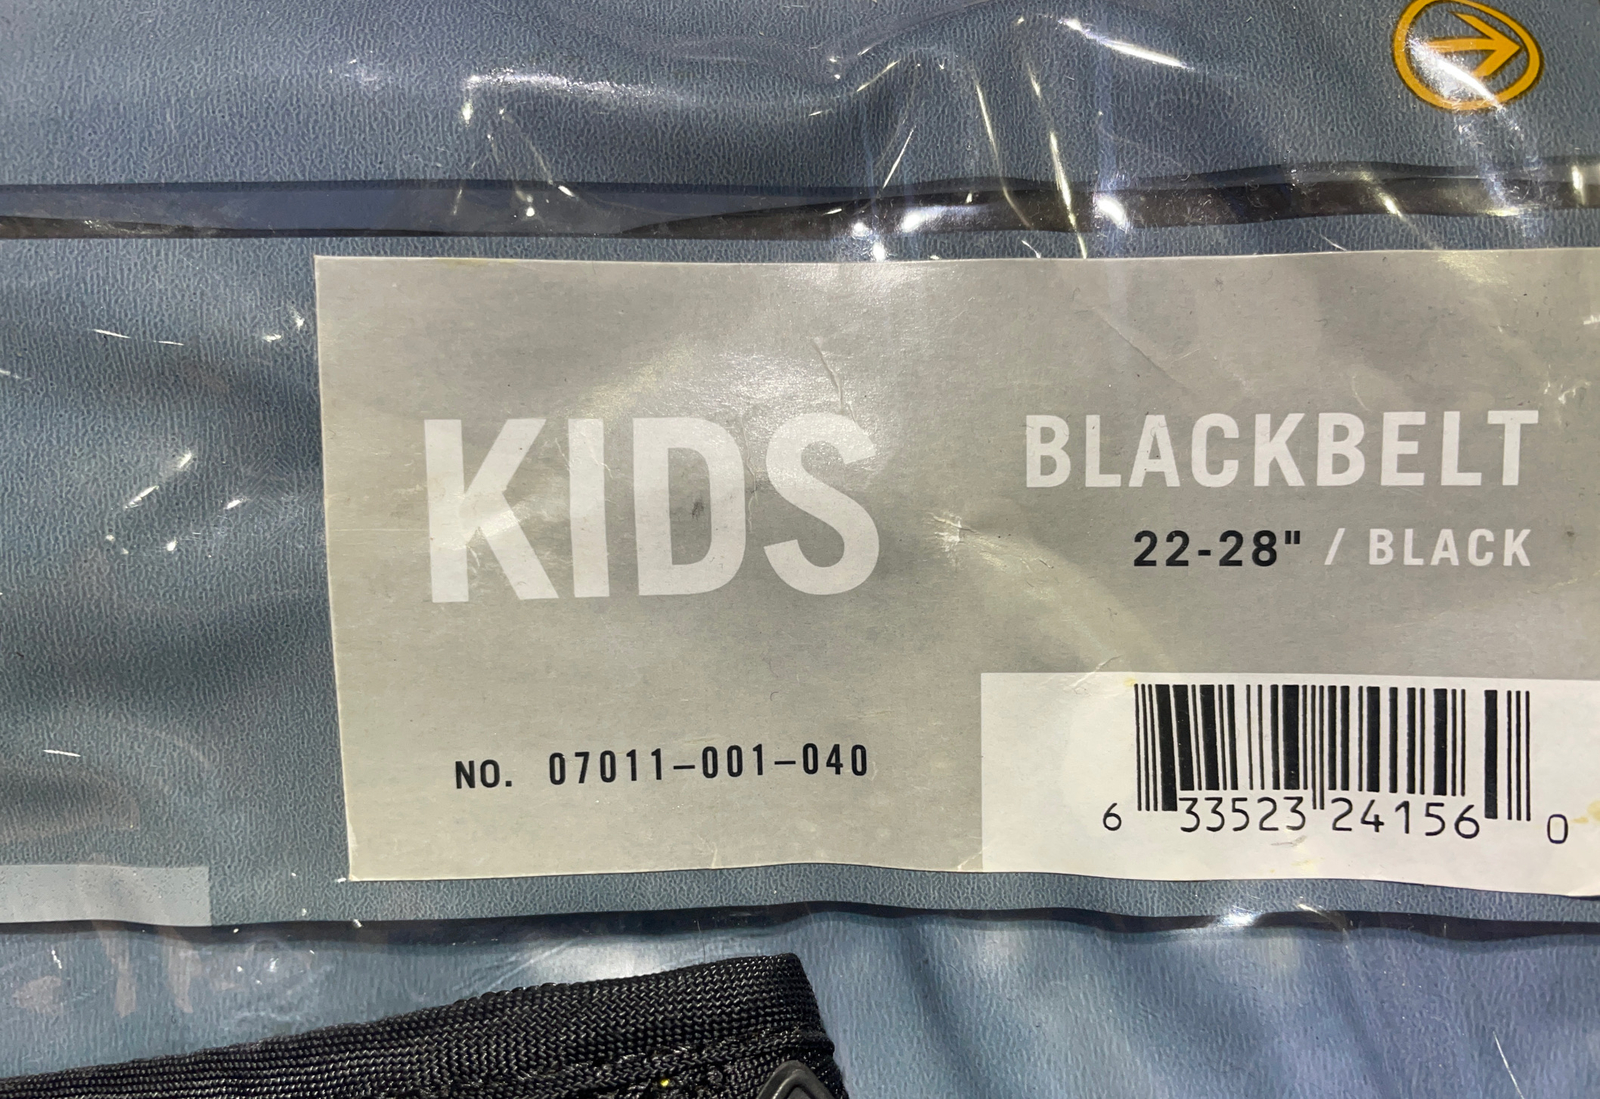 KIDS
BLACKBELT
22-28" / BLACK
NO. 07011-001-040
6 33523 24156 0